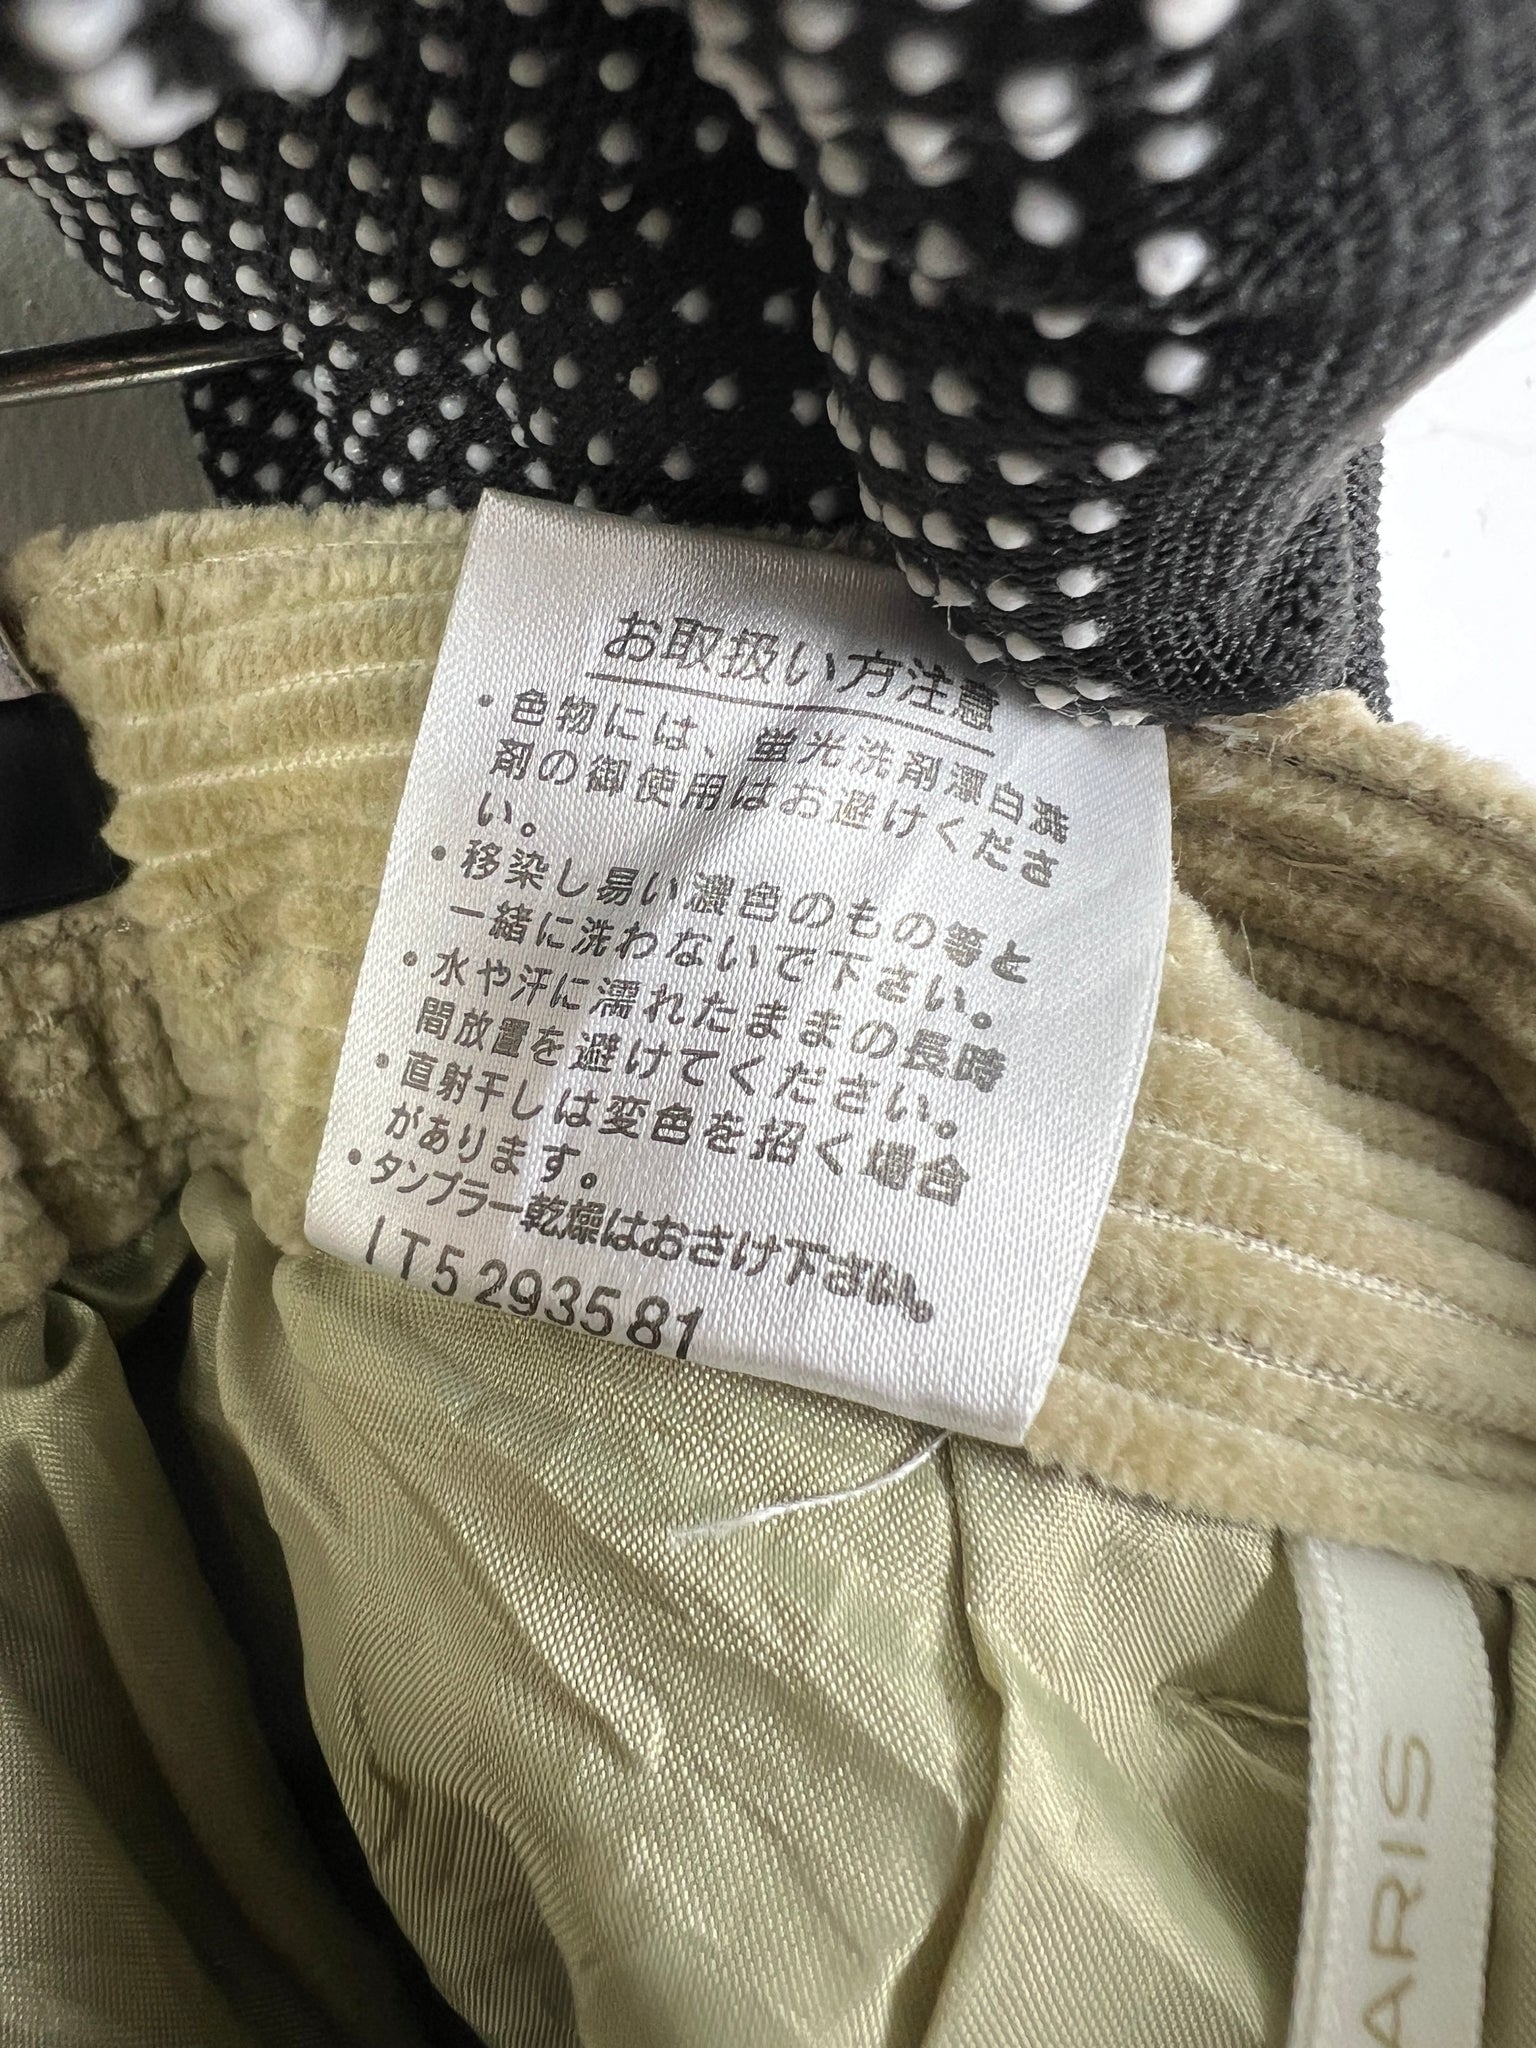 お取扱い方注意
・色物には、蛍光洗剤漂白濃
剤の御使用はお避けくださ
い。
・移染し易い濃色のもの等と
一緒に洗わないで下さい。
・水や汗に濡れたままの長時
間放置を避けてください。
・直射干しは変色を招く場合
があります。
・タンブラー乾燥はおさけ下さい。
IT5293581
ARIS